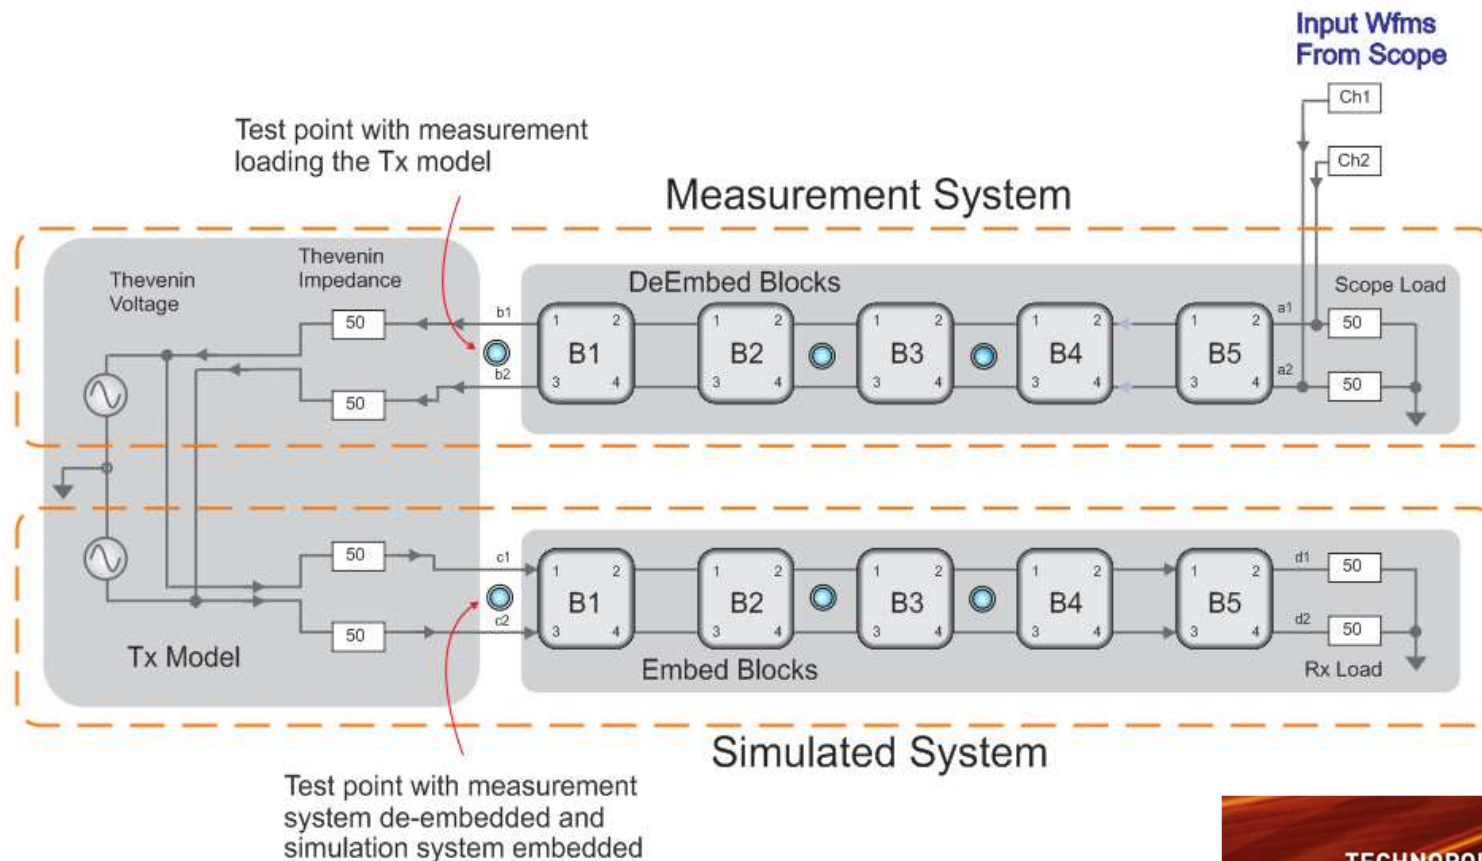 Input Wfms
From Scope
Ch1
Ch2
Test point with measurement
loading the Tx model
Measurement System
Thevenin
Voltage
Thevenin
Impedance
50
50
b1
b2
DeEmbed Blocks
1 2
B1
3 4
1 2
B2
3 4
1 2
B3
3 4
1 2
B4
3 4
1 2
B5
3 4
a1
a2
Scope Load
50
50
50
50
Tx Model
c1
c2
1 2
B1
3 4
1 2
B2
3 4
1 2
B3
3 4
1 2
B4
3 4
1 2
B5
3 4
d1
d2
50
50
Embed Blocks
Rx Load
Simulated System
Test point with measurement
system de-embedded and
simulation system embedded